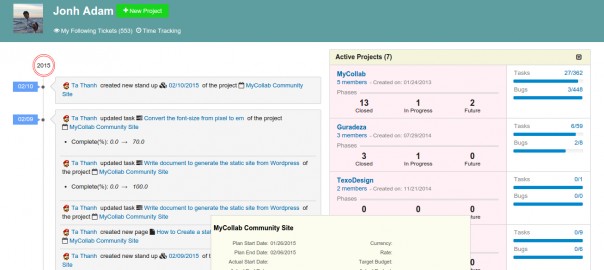 Jonh Adam
+ New Project
My Following Tickets (553)
Time Tracking
2015
02/10
Ta Thanh created new stand up 02/10/2015 of the project MyCollab Community
Site
02/09
Ta Thanh updated task Convert the font-size from pixel to em of the project
MyCollab Community Site
Complete(%): 0.0 → 70.0
Ta Thanh updated task Write document to generate the static site from Wordpress of
the project MyCollab Community Site
Complete(%): 0.0 → 100.0
Ta Thanh updated task Write document to generate the static site from Wordpress of
the project MyCollab Community Site
Ta Thanh created new page How to Create a stat
MyCollab Community Site
Ta Thanh created new stand up 02/09/2015 of th
Site
Active Projects (7)
MyCollab
5 members - Created on: 01/24/2013
Phases
13 1 2
Closed In Progress Future
Tasks 27/362
Bugs 3/448
Guradeza
3 members - Created on: 07/29/2014
Phases
3 1 0
Closed In Progress Future
Tasks 6/59
Bugs 2/8
TexoDesign
2 members - Created on: 11/21/2014
Phases
0 0 0
Tasks 0/1
Bugs 0/1
Tasks 0/9
Bugs 0/6
MyCollab Community Site
Plan Start Date: 01/26/2015 Currency:
Plan End Date: 02/06/2015 Rate:
Actual Start Date: Target Budget: